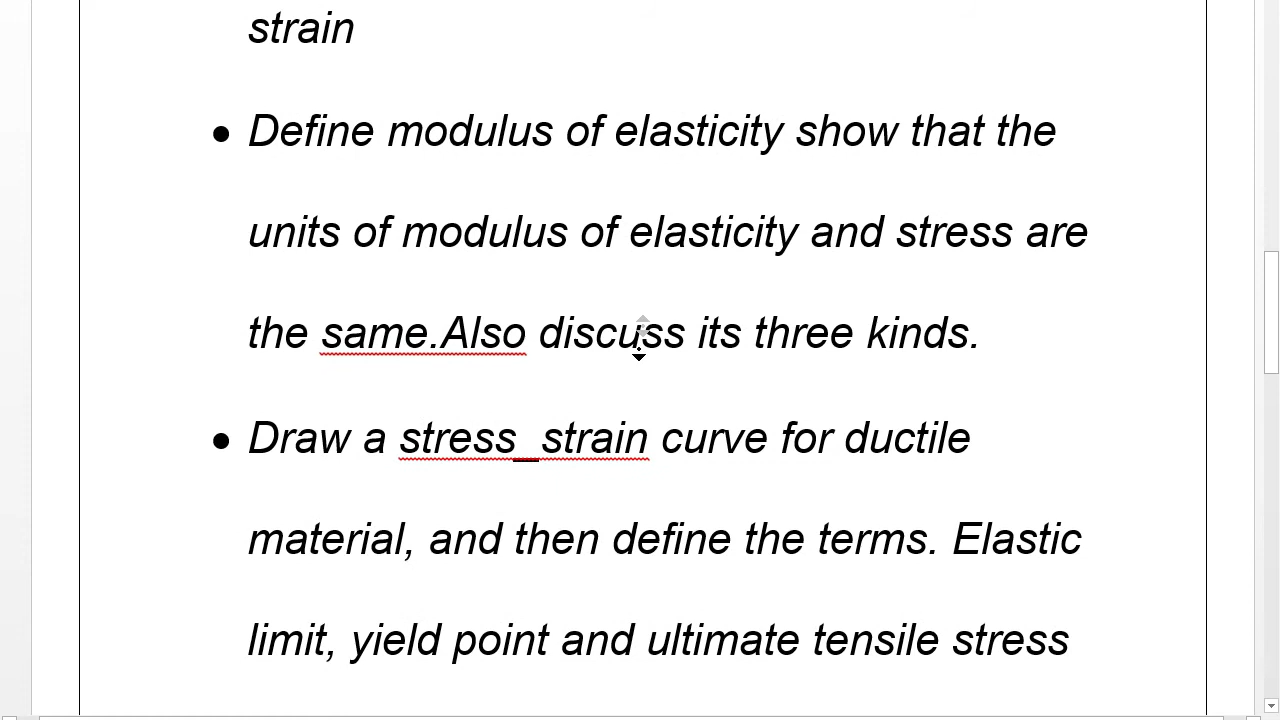 strain
• Define modulus of elasticity show that the
units of modulus of elasticity and stress are
the same.Also discuss its three kinds.
• Draw a stress_strain curve for ductile
material, and then define the terms. Elastic
limit, yield point and ultimate tensile stress